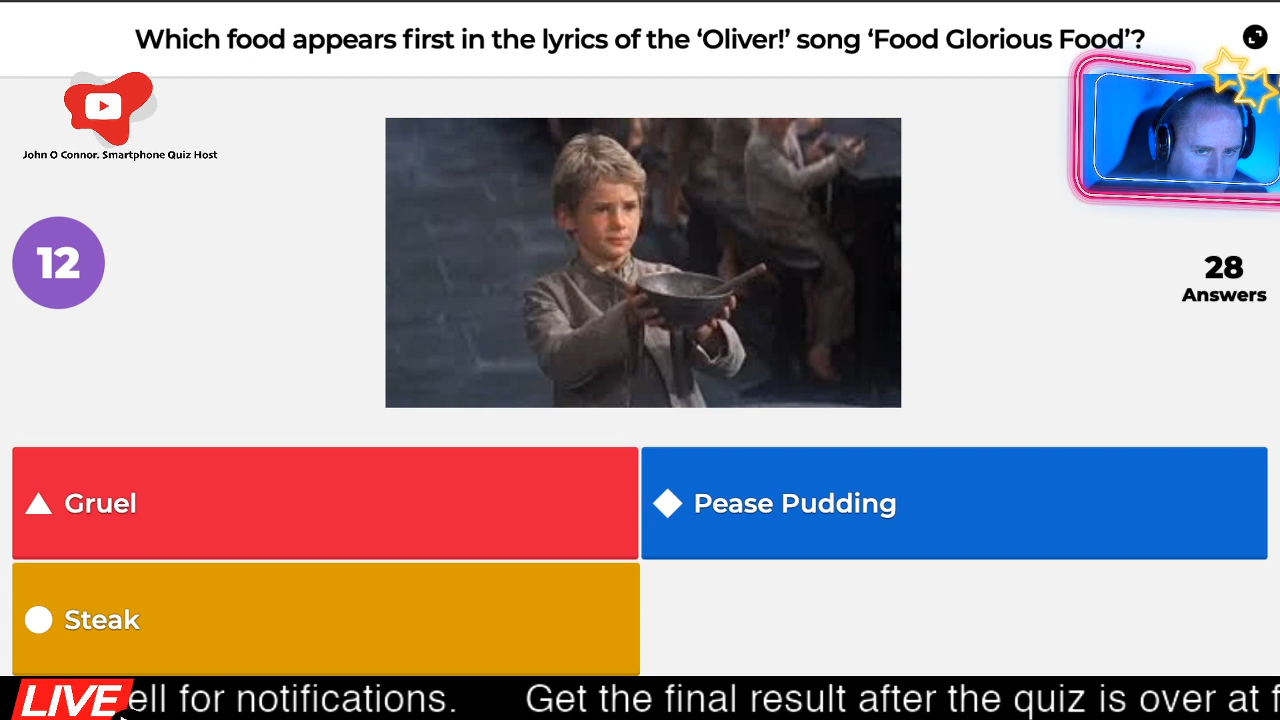 Which food appears first in the lyrics of the ‘Oliver!’ song ‘Food Glorious Food’?
John O Connor. Smartphone Quiz Host
12
28
Answers
Gruel
Pease Pudding
Steak
LIVE
ell for notifications. Get the final result after the quiz is over at f